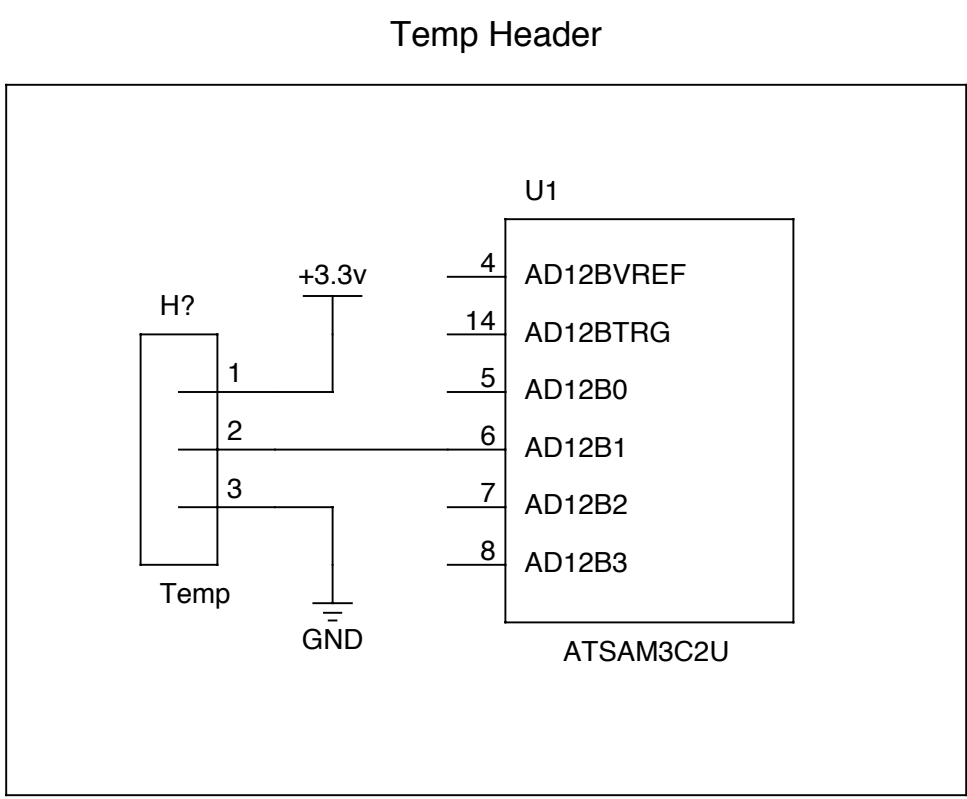 Temp Header
U1
+3.3v
H?
1
2
3
Temp
GND
4 AD12BVREF
14 AD12BTRG
5 AD12B0
6 AD12B1
7 AD12B2
8 AD12B3
ATSAM3C2U